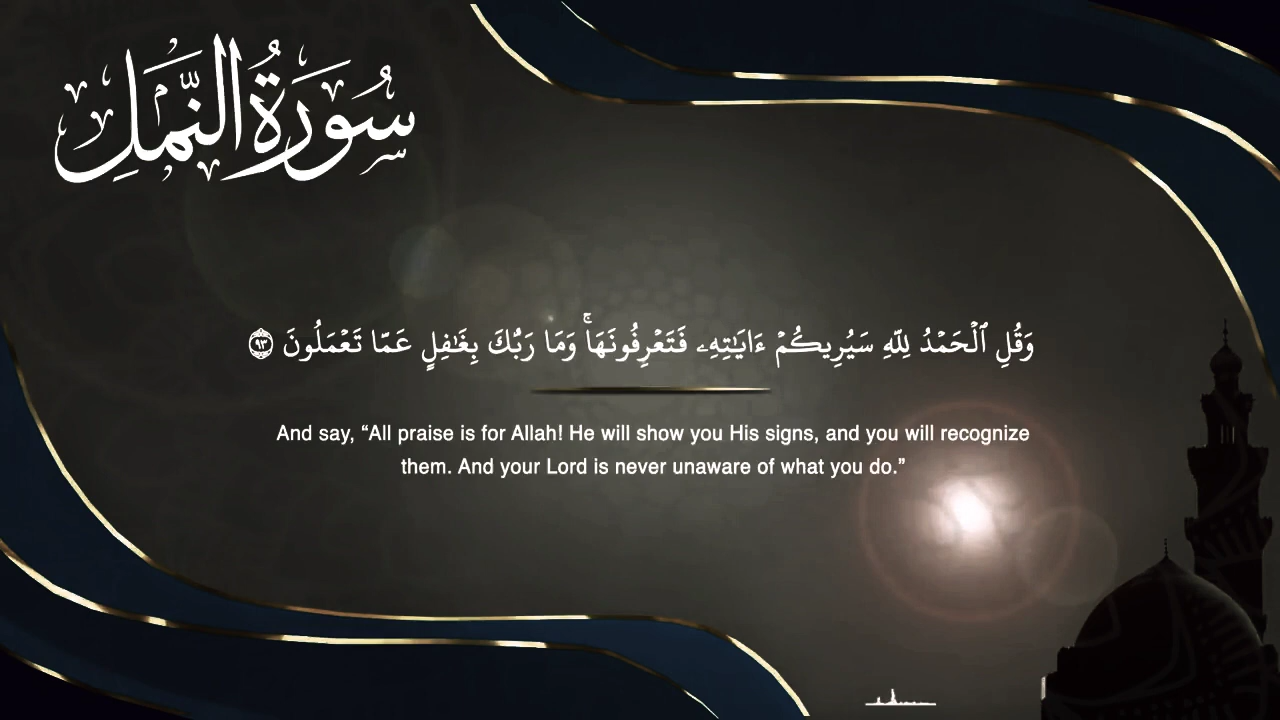 سُورَةُ النَّمْلِ
وَقُلِ ٱلْحَمْدُ لِلَّهِ سَيُرِيكُمْ ءَايَـٰتِهِۦ فَتَعْرِفُونَهَا ۚ وَمَا رَبُّكَ بِغَـٰفِلٍ عَمَّا تَعْمَلُونَ ٩٣
And say, “All praise is for Allah! He will show you His signs, and you will recognize
them. And your Lord is never unaware of what you do.”